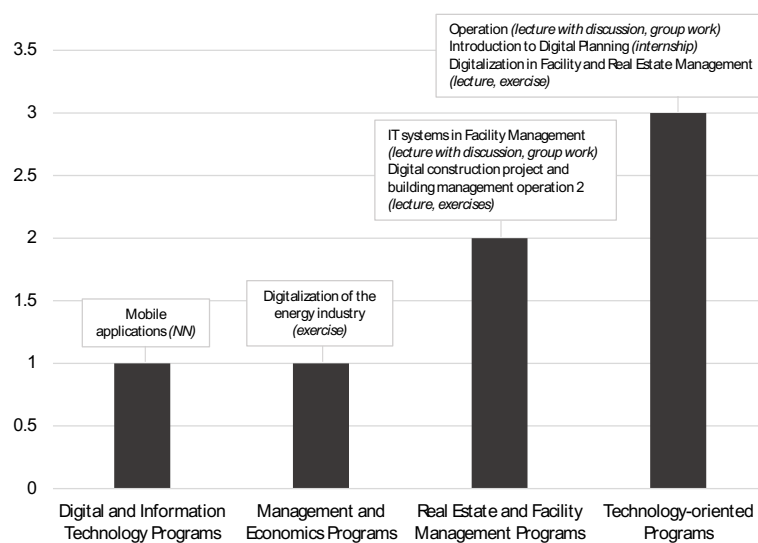 3.5
3
2.5
2
1.5
1
0.5
0
Operation (lecture with discussion, group work)
Introduction to Digital Planning (internship)
Digitalization in Facility and Real Estate Management
(lecture, exercise)
IT systems in Facility Management
(lecture with discussion, group work)
Digital construction project and
building management operation 2
(lecture, exercises)
Mobile
applications (NN)
Digitalization of the
energy industry
(exercise)
Digital and Information
Technology Programs
Management and
Economics Programs
Real Estate and Facility
Management Programs
Technology-oriented
Programs